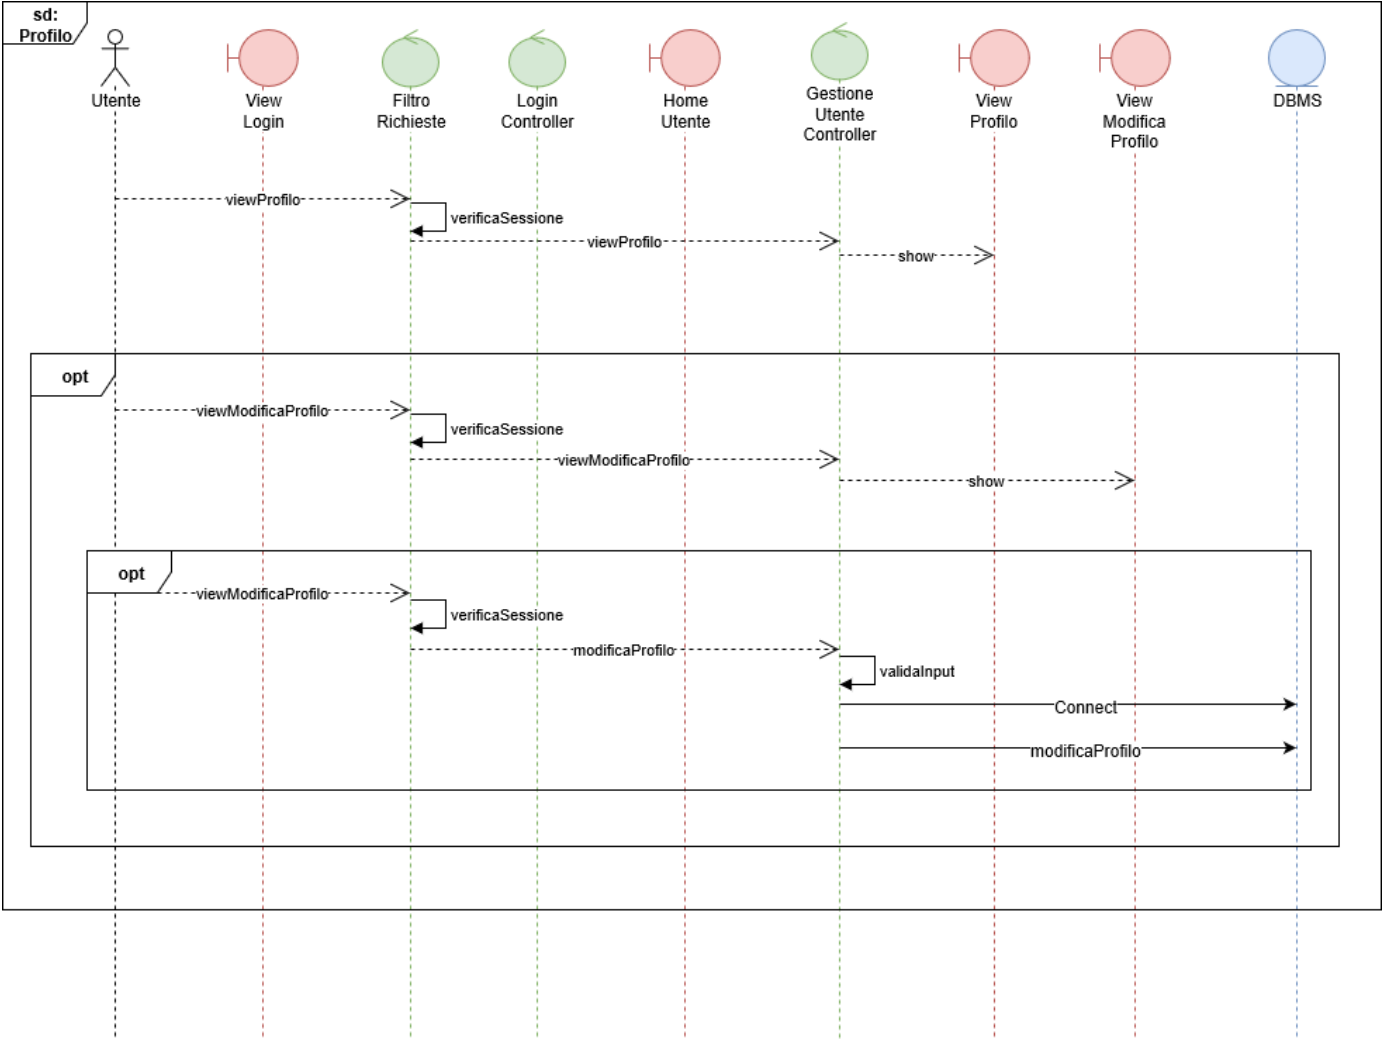 sd:
Profilo
Utente
View
Login
Filtro
Richieste
Login
Controller
Home
Utente
Gestione
Utente
Controller
View
Profilo
View
Modifica
Profilo
DBMS
viewProfilo
verificaSessione
viewProfilo
show
opt
viewModificaProfilo
verificaSessione
viewModificaProfilo
show
opt
viewModificaProfilo
verificaSessione
modificaProfilo
validaInput
Connect
modificaProfilo